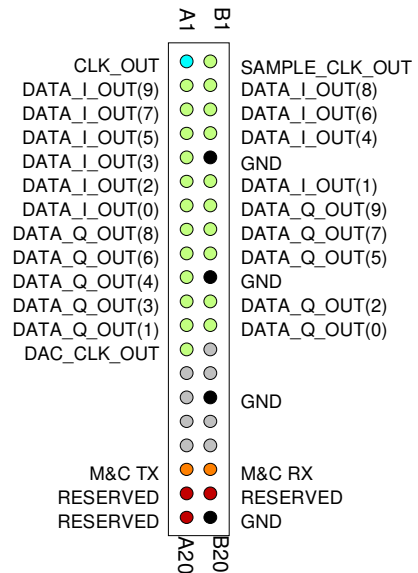 A1 B1
CLK_OUT SAMPLE_CLK_OUT
DATA_I_OUT(9) DATA_I_OUT(8)
DATA_I_OUT(7) DATA_I_OUT(6)
DATA_I_OUT(5) DATA_I_OUT(4)
DATA_I_OUT(3) GND
DATA_I_OUT(2) DATA_I_OUT(1)
DATA_I_OUT(0) DATA_Q_OUT(9)
DATA_Q_OUT(8) DATA_Q_OUT(7)
DATA_Q_OUT(6) DATA_Q_OUT(5)
DATA_Q_OUT(4) GND
DATA_Q_OUT(3) DATA_Q_OUT(2)
DATA_Q_OUT(1) DATA_Q_OUT(0)
DAC_CLK_OUT
GND
M&C TX M&C RX
RESERVED RESERVED
RESERVED GND
A20 B20